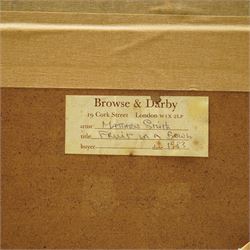 Browse & Darby
19 Cork Street London W1X 2LP
artist Matthew Smith
title Fruit in a Bowl
buyer